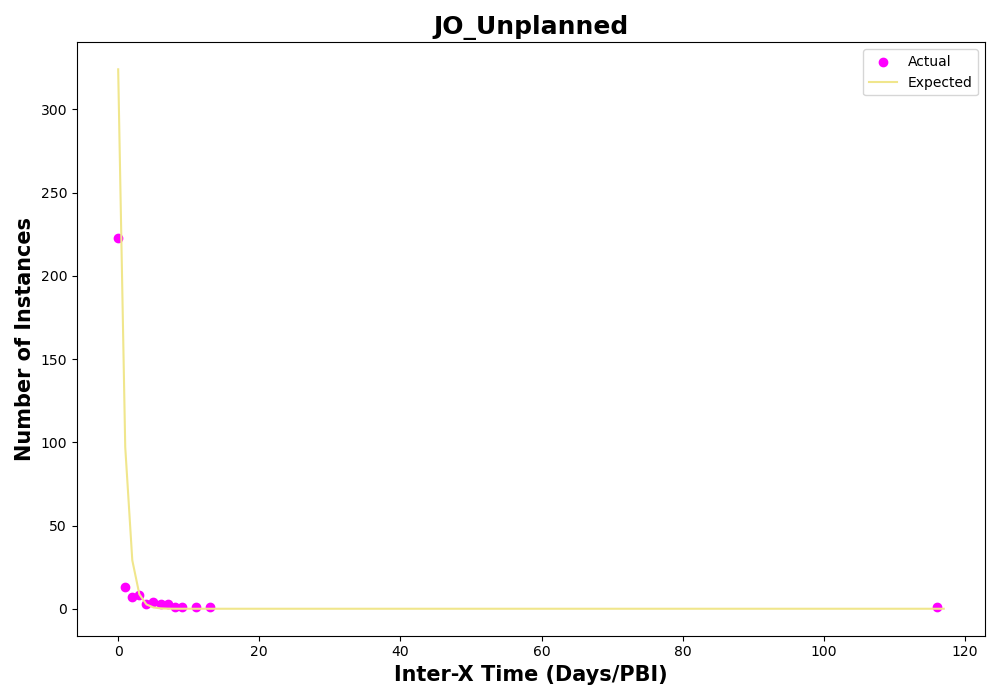 JO_Unplanned
Actual
Expected
Number of Instances
300
250
200
150
100
50
0
0 20 40 60 80 100 120
Inter-X Time (Days/PBI)